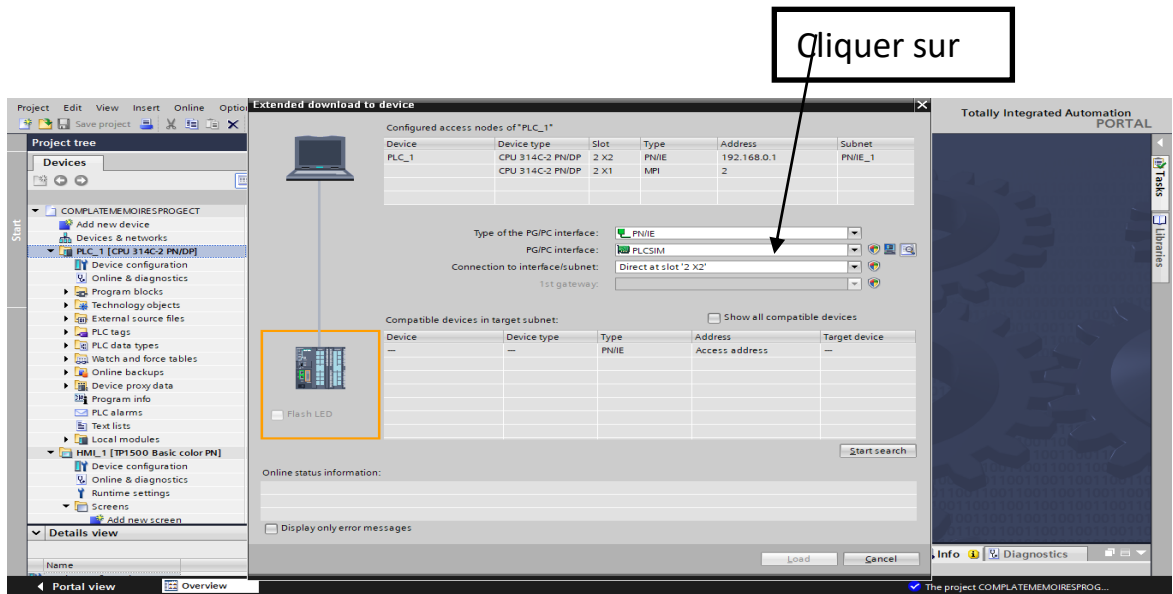 Cliquer sur
Project Edit View Insert Online Optio
Save project
Totally Integrated Automation
PORTAL
Project tree
Devices
COMPLATEMEMOIRESPROGECT
Add new device
Devices & networks
PLC_1 [CPU 314C-2 PN/DP]
Device configuration
Online & diagnostics
Program blocks
Technology objects
External source files
PLC tags
PLC data types
Watch and force tables
Online backups
Device proxy data
Program info
PLC alarms
Text lists
Local modules
HMI_1 [TP1500 Basic color PN]
Device configuration
Online & diagnostics
Runtime settings
Screens
Add new screen
Details view
Name
Start
Extended download to device
Configured access nodes of "PLC_1"
Device Device type Slot Type Address Subnet
PLC_1 CPU 314C-2 PN/DP 2 X2 PN/IE 192.168.0.1 PN/IE_1
CPU 314C-2 PN/DP 2 X1 MPI 2
Type of the PG/PC interface: PN/IE
PG/PC interface: PLCSIM
Connection to interface/subnet: Direct at slot '2 X2'
1st gateway:
Compatible devices in target subnet: Show all compatible devices
Device Device type Type Address Target device
— — PN/IE Access address —
Flash LED
Start search
Online status information:
Display only error messages
Load Cancel
Tasks
Libraries
Info Diagnostics
Portal view Overview
The project COMPLATEMEMOIRESPROG...